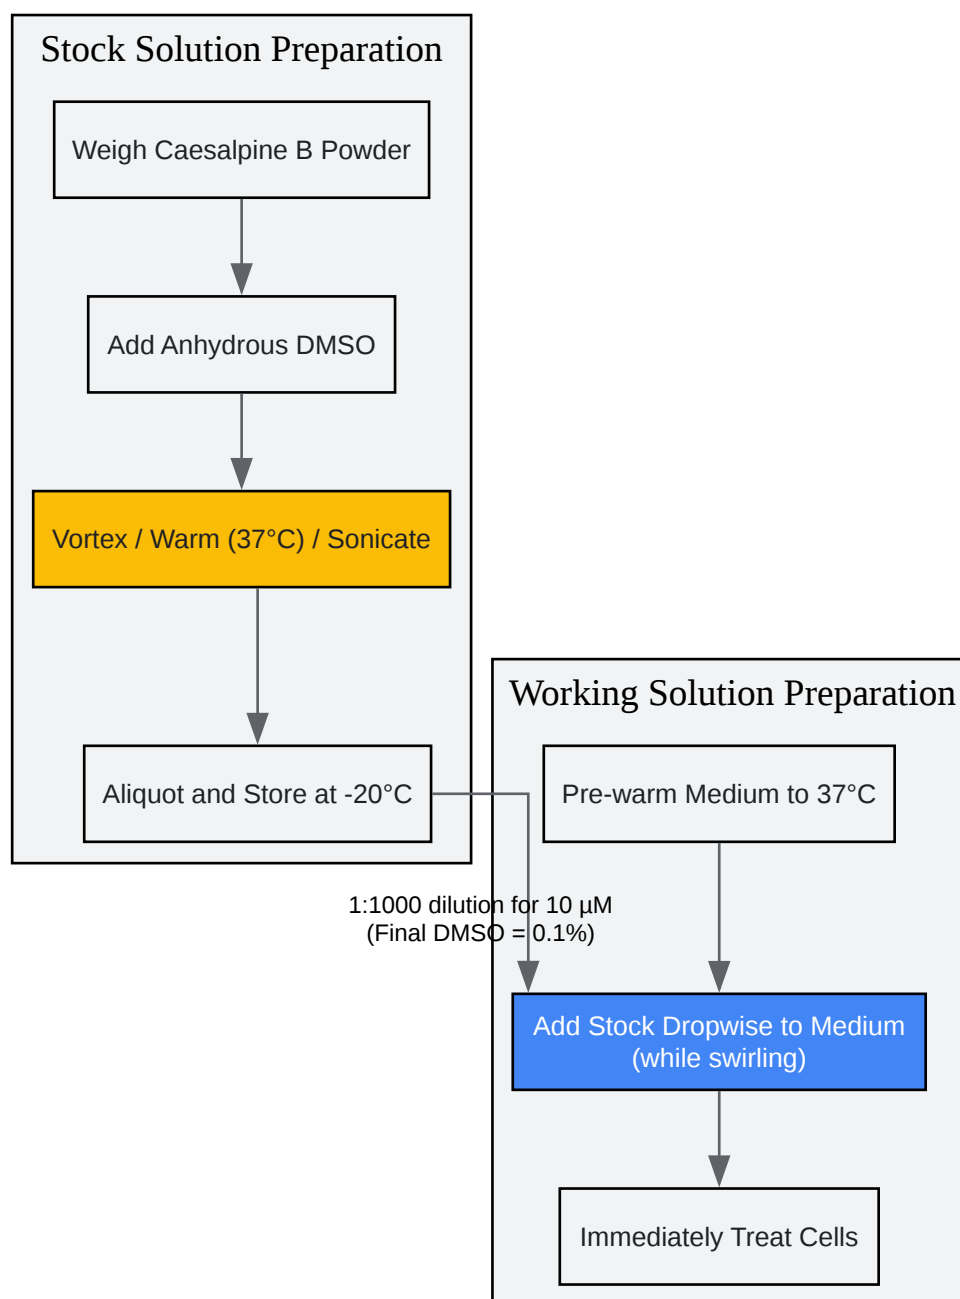 Stock Solution Preparation
Weigh Caesalpine B Powder
Add Anhydrous DMSO
Vortex / Warm (37°C) / Sonicate
Aliquot and Store at -20°C
1:1000 dilution for 10 µM
(Final DMSO = 0.1%)
Working Solution Preparation
Pre-warm Medium to 37°C
Add Stock Dropwise to Medium
(while swirling)
Immediately Treat Cells